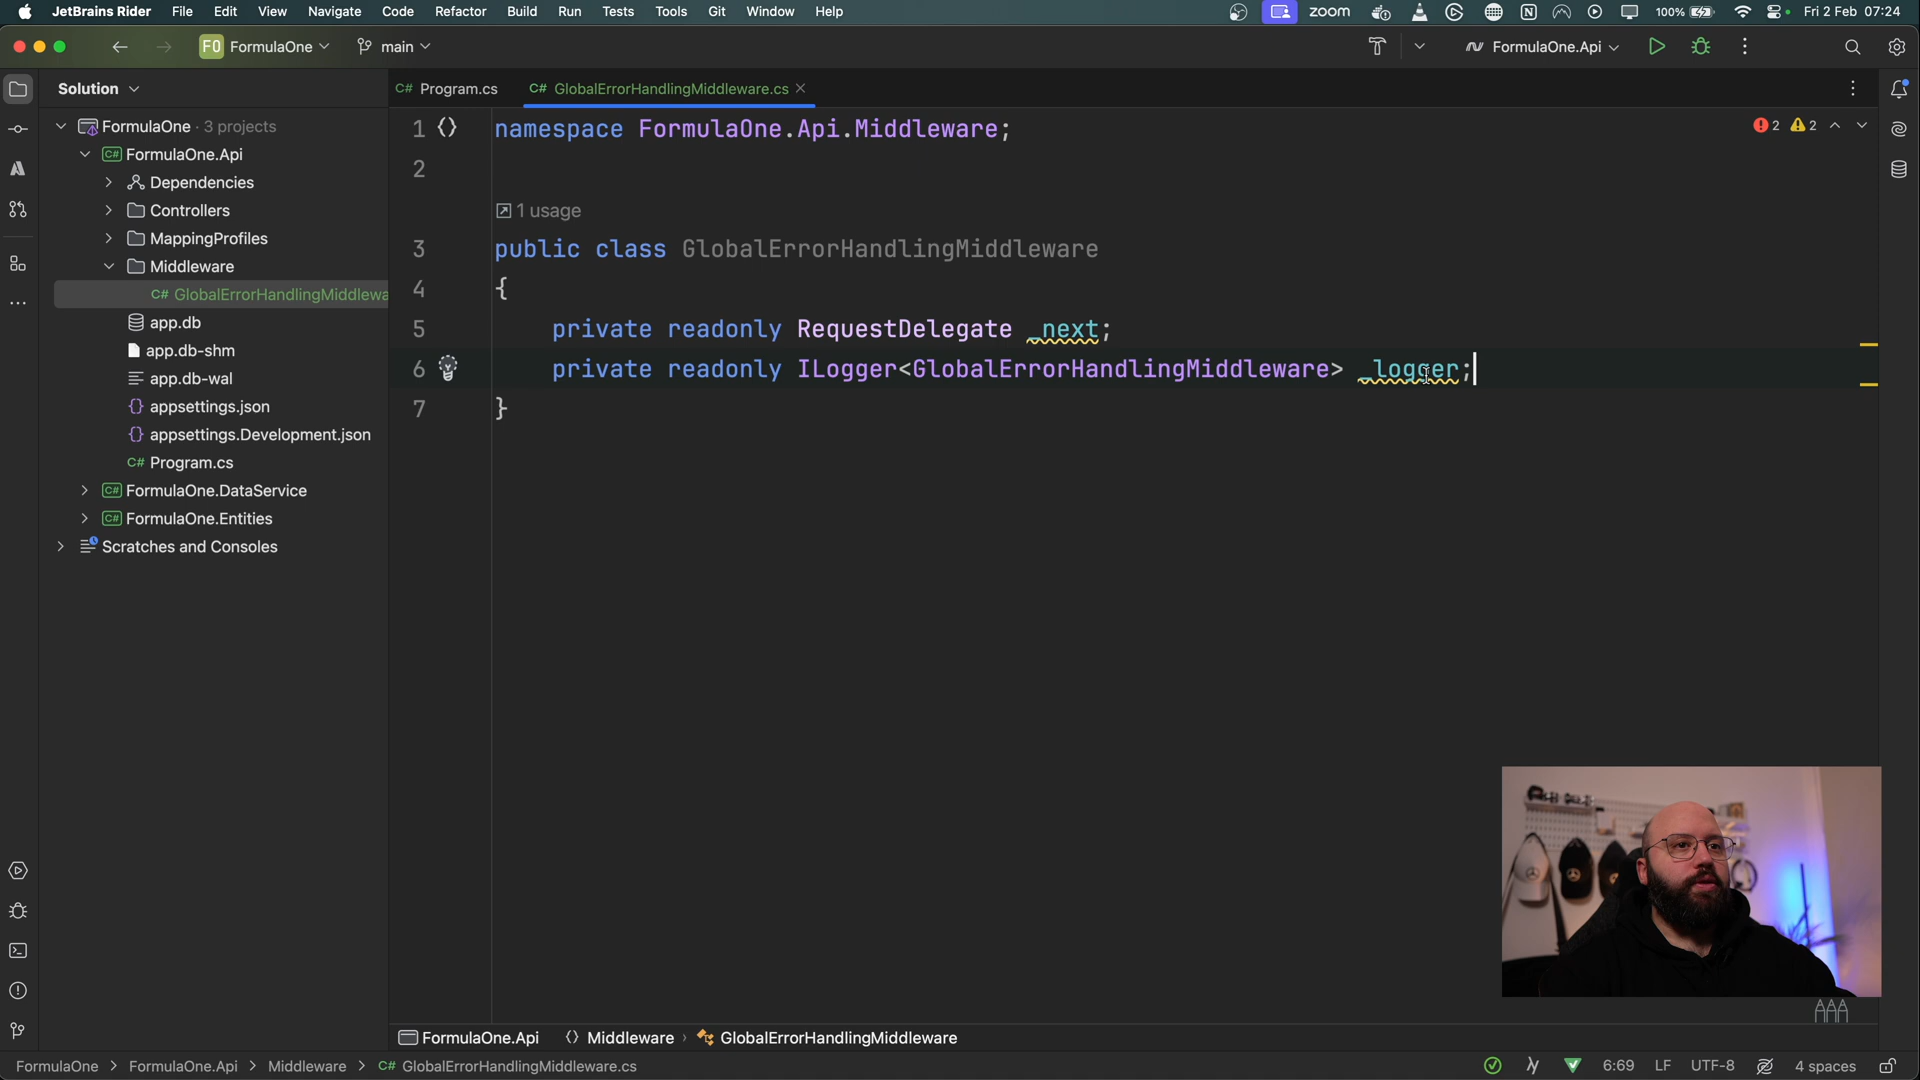 JetBrains Rider File Edit View Navigate Code Refactor Build Run Tests Tools Git Window Help zoom 100% Fri 2 Feb 07:24
FO FormulaOne main FormulaOne.Api
Solution
C# Program.cs C# GlobalErrorHandlingMiddleware.cs
FormulaOne · 3 projects
C# FormulaOne.Api
Dependencies
Controllers
MappingProfiles
Middleware
C# GlobalErrorHandlingMiddlewa
app.db
app.db-shm
app.db-wal
appsettings.json
appsettings.Development.json
C# Program.cs
C# FormulaOne.DataService
C# FormulaOne.Entities
Scratches and Consoles
1 namespace FormulaOne.Api.Middleware; 2 2
2
1 usage
3 public class GlobalErrorHandlingMiddleware
4 {
5 private readonly RequestDelegate _next;
6 private readonly ILogger<GlobalErrorHandlingMiddleware> _logger;
7 }
FormulaOne.Api Middleware GlobalErrorHandlingMiddleware
FormulaOne FormulaOne.Api Middleware C# GlobalErrorHandlingMiddleware.cs 6:69 LF UTF-8 4 spaces